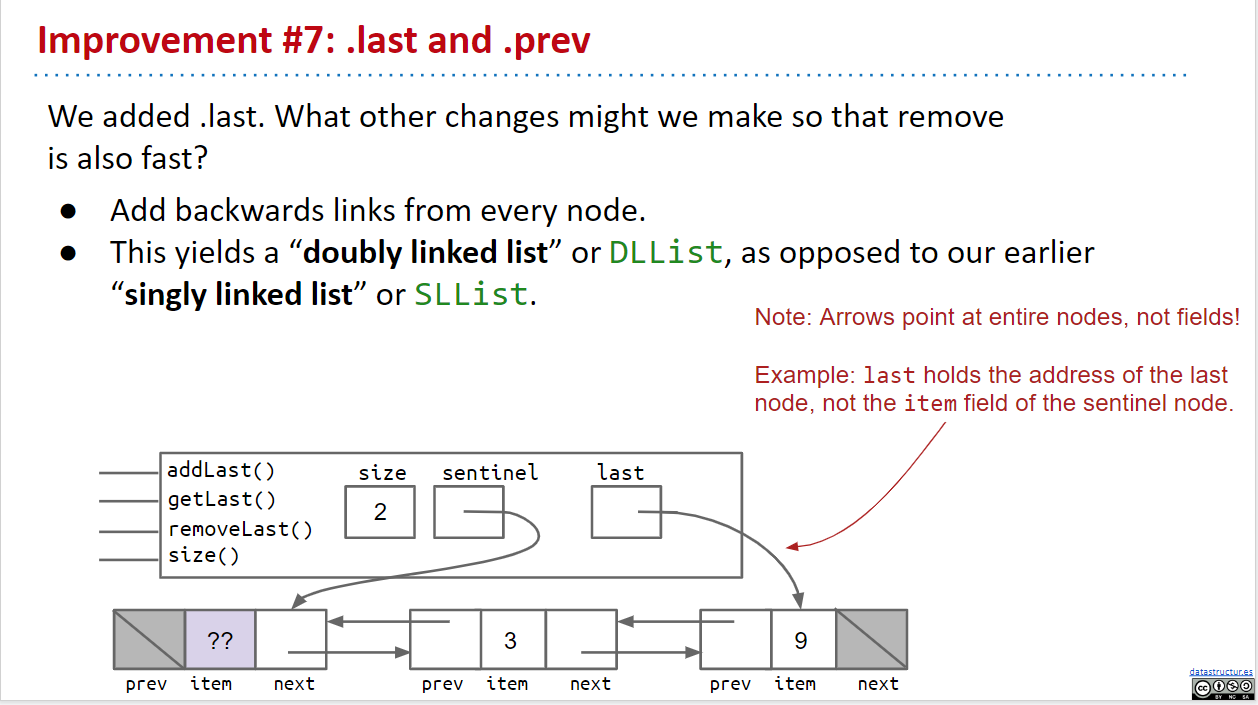 Improvement #7: .last and .prev
We added .last. What other changes might we make so that remove
is also fast?
● Add backwards links from every node.
● This yields a “doubly linked list” or DLList, as opposed to our earlier
“singly linked list” or SLList.
Note: Arrows point at entire nodes, not fields!
Example: last holds the address of the last
node, not the item field of the sentinel node.
addLast()
getLast()
removeLast()
size()
size sentinel last
2
?? 3 9
prev item next prev item next prev item next
datastructur.es
cc
BY NC SA